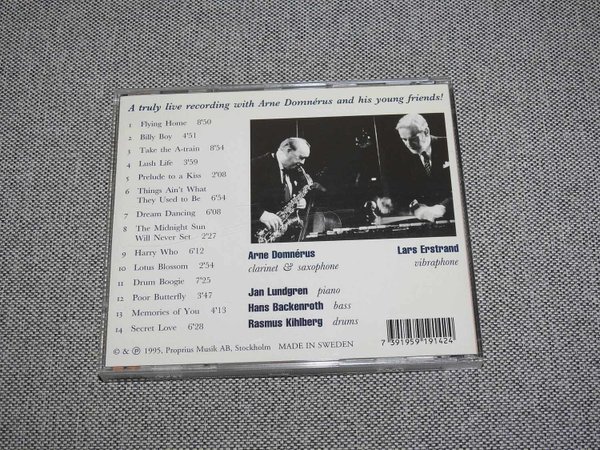 A truly live recording with Arne Domnérus and his young friends!
1 Flying Home 8'50
2 Billy Boy 4'51
3 Take the A-train 8'54
4 Lush Life 3'59
5 Prelude to a Kiss 2'08
6 Things Ain't What
They Used to Be 6'54
7 Dream Dancing 6'08
8 The Midnight Sun
Will Never Set 2'27
9 Harry Who 6'12
10 Lotus Blossom 2'54
11 Drum Boogie 7'25
12 Poor Butterfly 3'47
13 Memories of You 4'13
14 Secret Love 6'28
Arne Domnérus
clarinet & saxophone
Lars Erstrand
vibraphone
Jan Lundgren piano
Hans Backenroth bass
Rasmus Kihlberg drums
© & ℗ 1995, Proprius Musik AB, Stockholm MADE IN SWEDEN
7 391959 191424